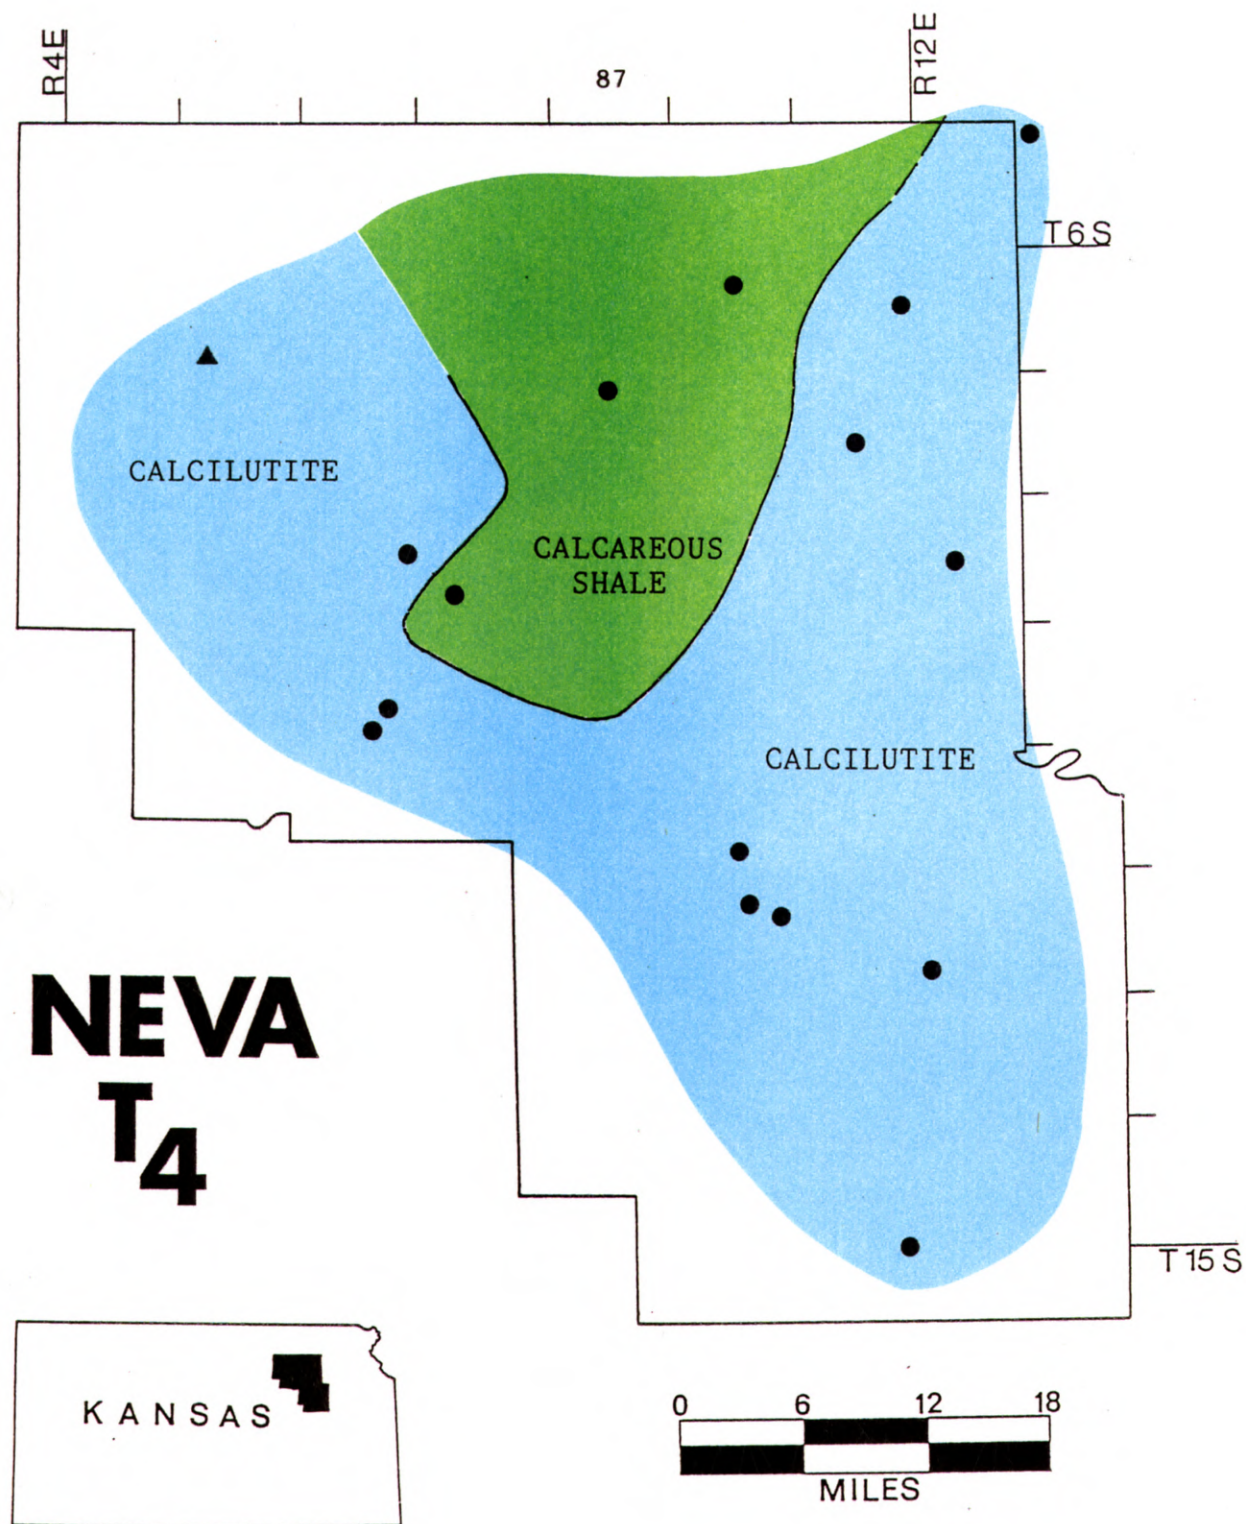 R4E
87
R12E
T6S
CALCILUTITE
CALCAREOUS
SHALE
CALCILUTITE
NEVA
T4
T15S
KANSAS
0 6 12 18
MILES